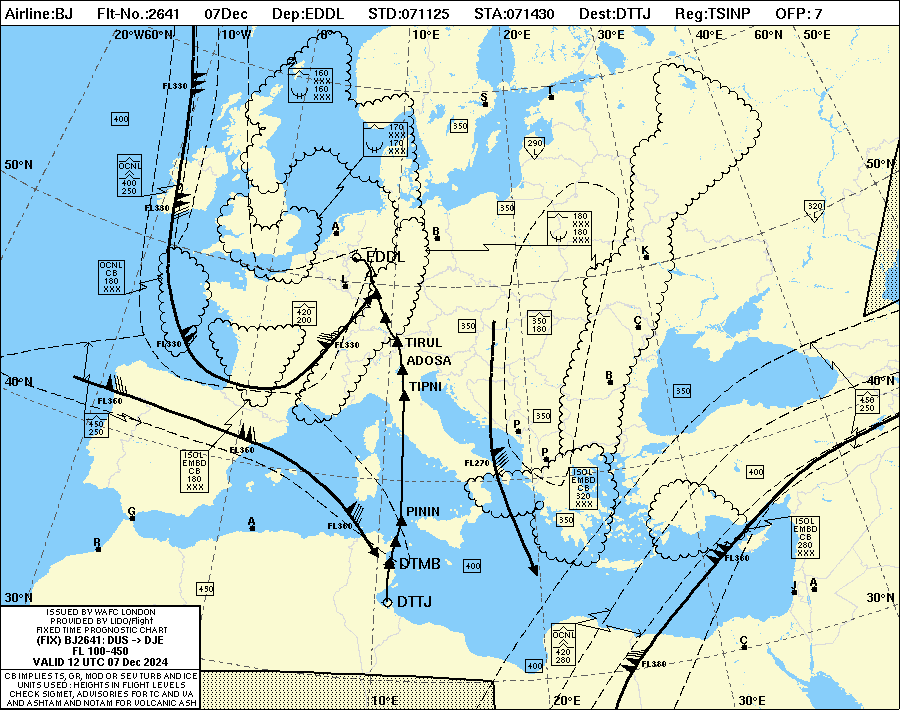 Airline:BJ Flt-No.:2641 07Dec Dep:EDDL STD:071125 STA:071430 Dest:DTTJ Reg:TSINP OFP: 7
20°W60°N 10°W 0° 10°E 20°E 30°E 40°E 60°N 50°E
FL330
160
XXX
160
XXX
S
T
400
170
XXX
170
XXX
350
290
L
50°N
50°N
OCNL
400
250
FL380
350
320
L
180
XXX
180
XXX
A
B
K
EDDL
OCNL
CB
180
XXX
L
420
200
350
350
180
C
FL330
FL330
TIRUL
ADOSA
TIPNI
40°N
40°N
B
350
FL360
450
250
450
250
350
P
P
FL360
FL270
ISOL
EMBD
CB
180
XXX
ISOL
EMBD
CB
320
XXX
400
G
A
FL360
PININ
350
ISOL
EMBD
CB
280
XXX
R
DTMB
400
FL360
450
J
A
DTTJ
30°N
30°N
ISSUED BY WAFC LONDON
PROVIDED BY LIDO/Flight
FIXED TIME PROGNOSTIC CHART
(FIX) BJ2641: DUS -> DJE
FL 100-450
VALID 12 UTC 07 Dec 2024
CB IMPLIES TS, GR, MOD OR SEV TURB AND ICE
UNITS USED : HEIGHTS IN FLIGHT LEVELS
CHECK SIGMET, ADVISORIES FOR TC AND VA
AND ASHTAM AND NOTAM FOR VOLCANIC ASH
OCNL
420
280
C
400
FL380
10°E 20°E 30°E